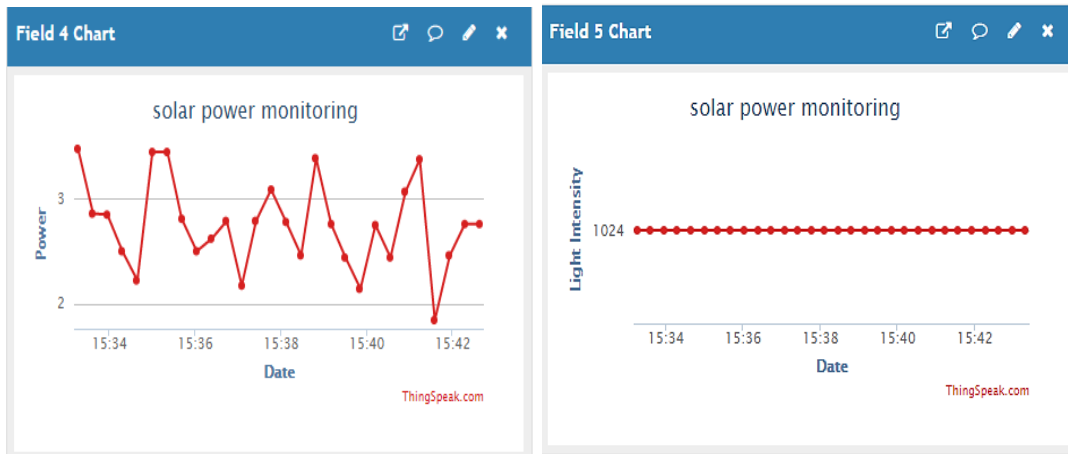 Field 4 Chart
solar power monitoring
Power
3
2
15:34 15:36 15:38 15:40 15:42
Date
ThingSpeak.com
Field 5 Chart
solar power monitoring
Light Intensity
1024
15:34 15:36 15:38 15:40 15:42
Date
ThingSpeak.com